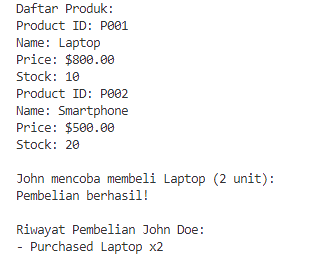 Daftar Produk:
Product ID: P001
Name: Laptop
Price: $800.00
Stock: 10
Product ID: P002
Name: Smartphone
Price: $500.00
Stock: 20
John mencoba membeli Laptop (2 unit):
Pembelian berhasil!
Riwayat Pembelian John Doe:
- Purchased Laptop x2